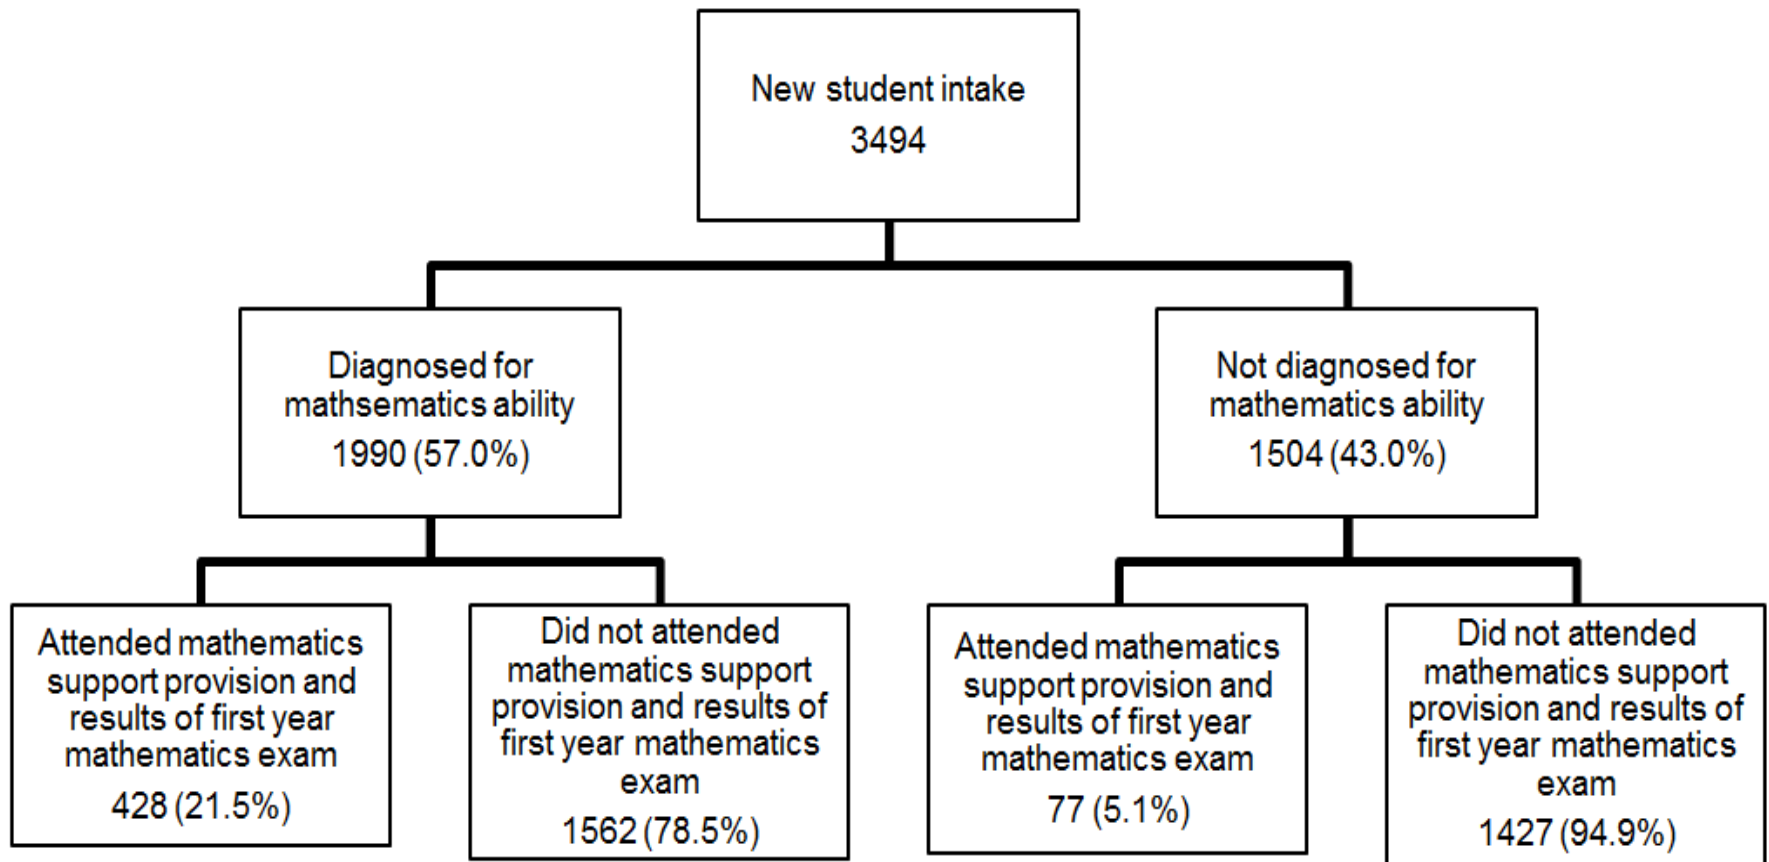 New student intake
3494
Diagnosed for
mathsematics ability
1990 (57.0%)
Not diagnosed for
mathematics ability
1504 (43.0%)
Attended mathematics
support provision and
results of first year
mathematics exam
428 (21.5%)
Did not attended
mathematics support
provision and results of
first year mathematics
exam
1562 (78.5%)
Attended mathematics
support provision and
results of first year
mathematics exam
77 (5.1%)
Did not attended
mathematics support
provision and results of
first year mathematics
exam
1427 (94.9%)